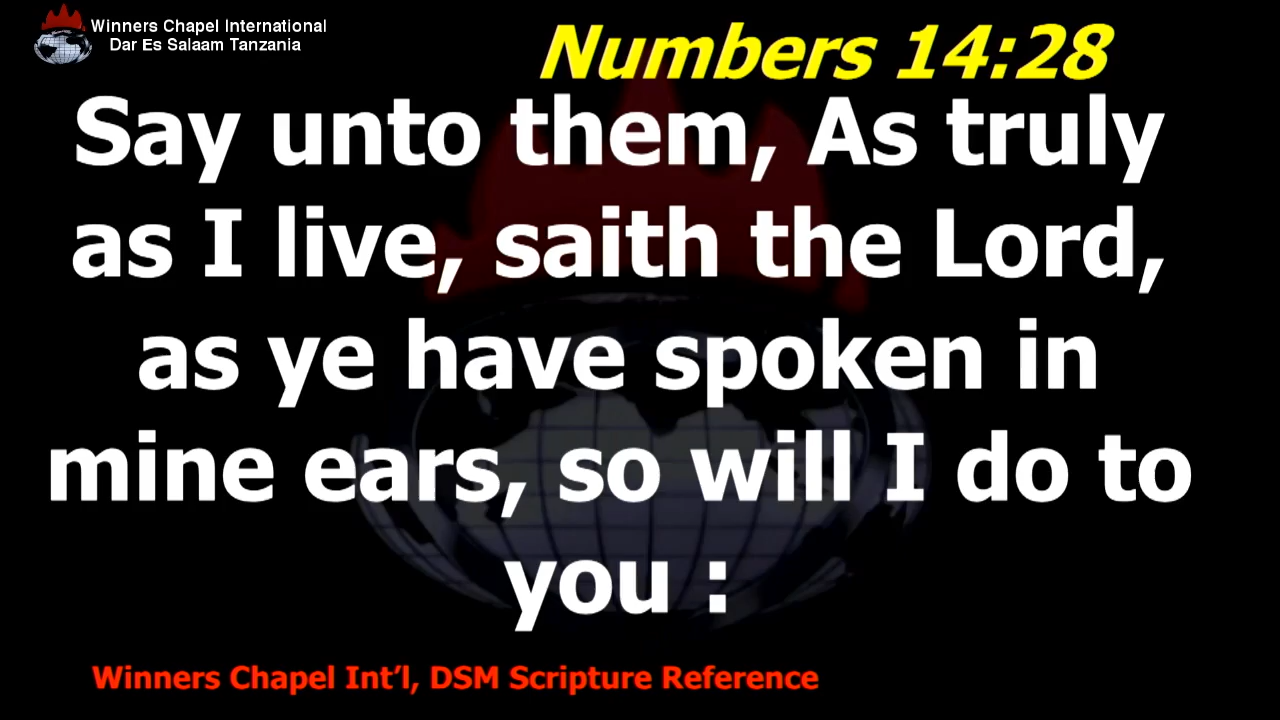 Winners Chapel International
Dar Es Salaam Tanzania
Numbers 14:28
Say unto them, As truly
as I live, saith the Lord,
as ye have spoken in
mine ears, so will I do to
you :
Winners Chapel Int’l, DSM Scripture Reference